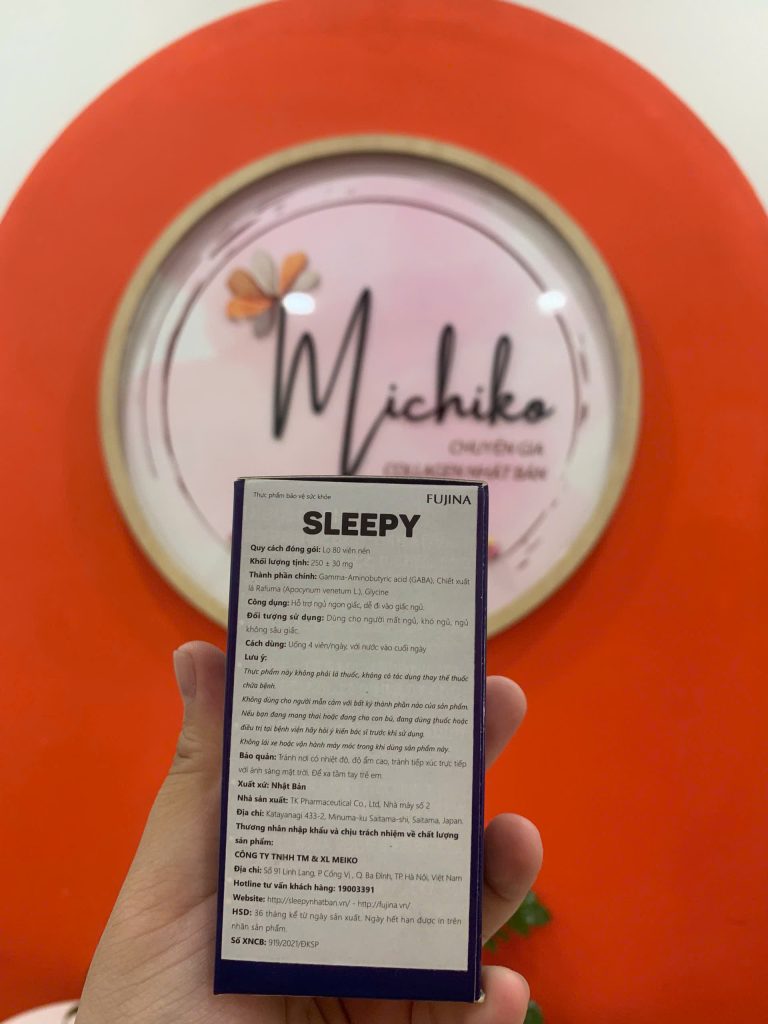 Michiko
CHUYÊN GIA
COLLAGEN NHẬT BẢN
Thực phẩm bảo vệ sức khỏe
FUJINA
SLEEPY
Quy cách đóng gói: Lọ 80 viên nén
Khối lượng tịnh: 250 ± 30 mg
Thành phần chính: Gamma-Aminobutyric acid (GABA), Chiết xuất
lá Rafuma (Apocynum venetum L.), Glycine
Công dụng: Hỗ trợ ngủ ngon giấc, dễ đi vào giấc ngủ.
Đối tượng sử dụng: Dùng cho người mất ngủ, khó ngủ, ngủ
không sâu giấc.
Cách dùng: Uống 4 viên/ngày, với nước vào cuối ngày
Lưu ý:
Thực phẩm này không phải là thuốc, không có tác dụng thay thế thuốc
chữa bệnh.
Không dùng cho người mẫn cảm với bất kỳ thành phần nào của sản phẩm.
Nếu bạn đang mang thai hoặc đang cho con bú, đang dùng thuốc hoặc
điều trị tại bệnh viện hãy hỏi ý kiến bác sĩ trước khi sử dụng.
Không lái xe hoặc vận hành máy móc trong khi dùng sản phẩm này.
Bảo quản: Tránh nơi có nhiệt độ, độ ẩm cao, tránh tiếp xúc trực tiếp
với ánh sáng mặt trời. Để xa tầm tay trẻ em.
Xuất xứ: Nhật Bản
Nhà sản xuất: TK Pharmaceutical Co., Ltd, Nhà máy số 2
Địa chỉ: Katayanagi 433-2, Minuma-ku Saitama-shi, Saitama, Japan.
Thương nhân nhập khẩu và chịu trách nhiệm về chất lượng
sản phẩm:
CÔNG TY TNHH TM & XL MEIKO
Địa chỉ: Số 91 Linh Lang, P. Cống Vị , Q. Ba Đình, TP. Hà Nội, Việt Nam
Hotline tư vấn khách hàng: 19003391
Website: http://sleepynhatban.vn/ - http://fujina.vn/
HSD: 36 tháng kể từ ngày sản xuất. Ngày hết hạn được in trên
nhãn sản phẩm.
Số XNCB: 919/2021/ĐKSP